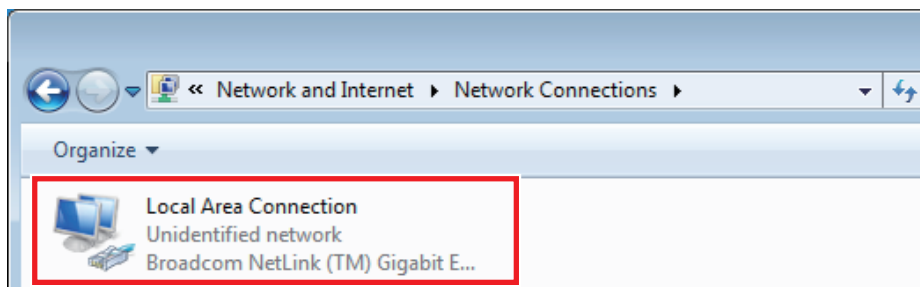 « Network and Internet ▸ Network Connections ▸
Organize ▾
Local Area Connection
Unidentified network
Broadcom NetLink (TM) Gigabit E...